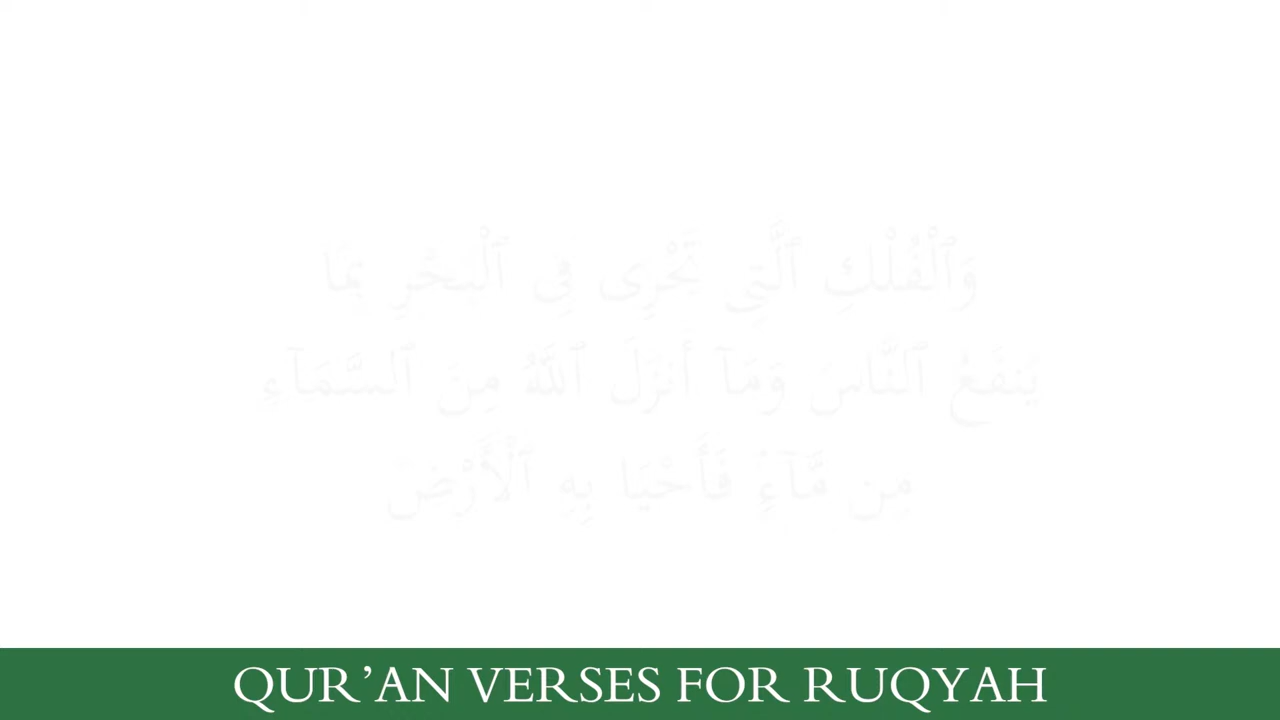 وَٱلْفُلْكِ ٱلَّتِى تَجْرِى فِى ٱلْبَحْرِ بِمَا
يَنفَعُ ٱلنَّاسَ وَمَآ أَنزَلَ ٱللَّهُ مِنَ ٱلسَّمَآءِ
مِن مَّآءٍ فَأَحْيَا بِهِ ٱلْأَرْضَ
QUR’AN VERSES FOR RUQYAH